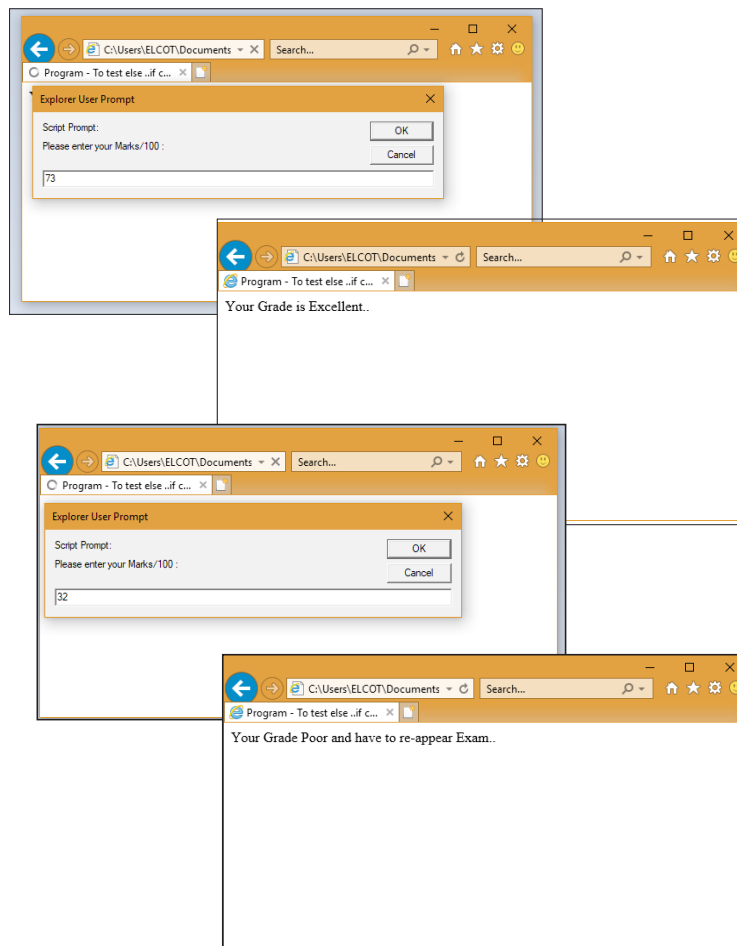 C:\Users\ELCOT\Documents
Search...
Program - To test else ..if c...
Explorer User Prompt
Script Prompt:
Please enter your Marks/100 :
OK
Cancel
73
C:\Users\ELCOT\Documents
Search...
Program - To test else ..if c...
Your Grade is Excellent..
C:\Users\ELCOT\Documents
Search...
Program - To test else ..if c...
Explorer User Prompt
Script Prompt:
Please enter your Marks/100 :
OK
Cancel
32
C:\Users\ELCOT\Documents
Search...
Program - To test else ..if c...
Your Grade Poor and have to re-appear Exam..